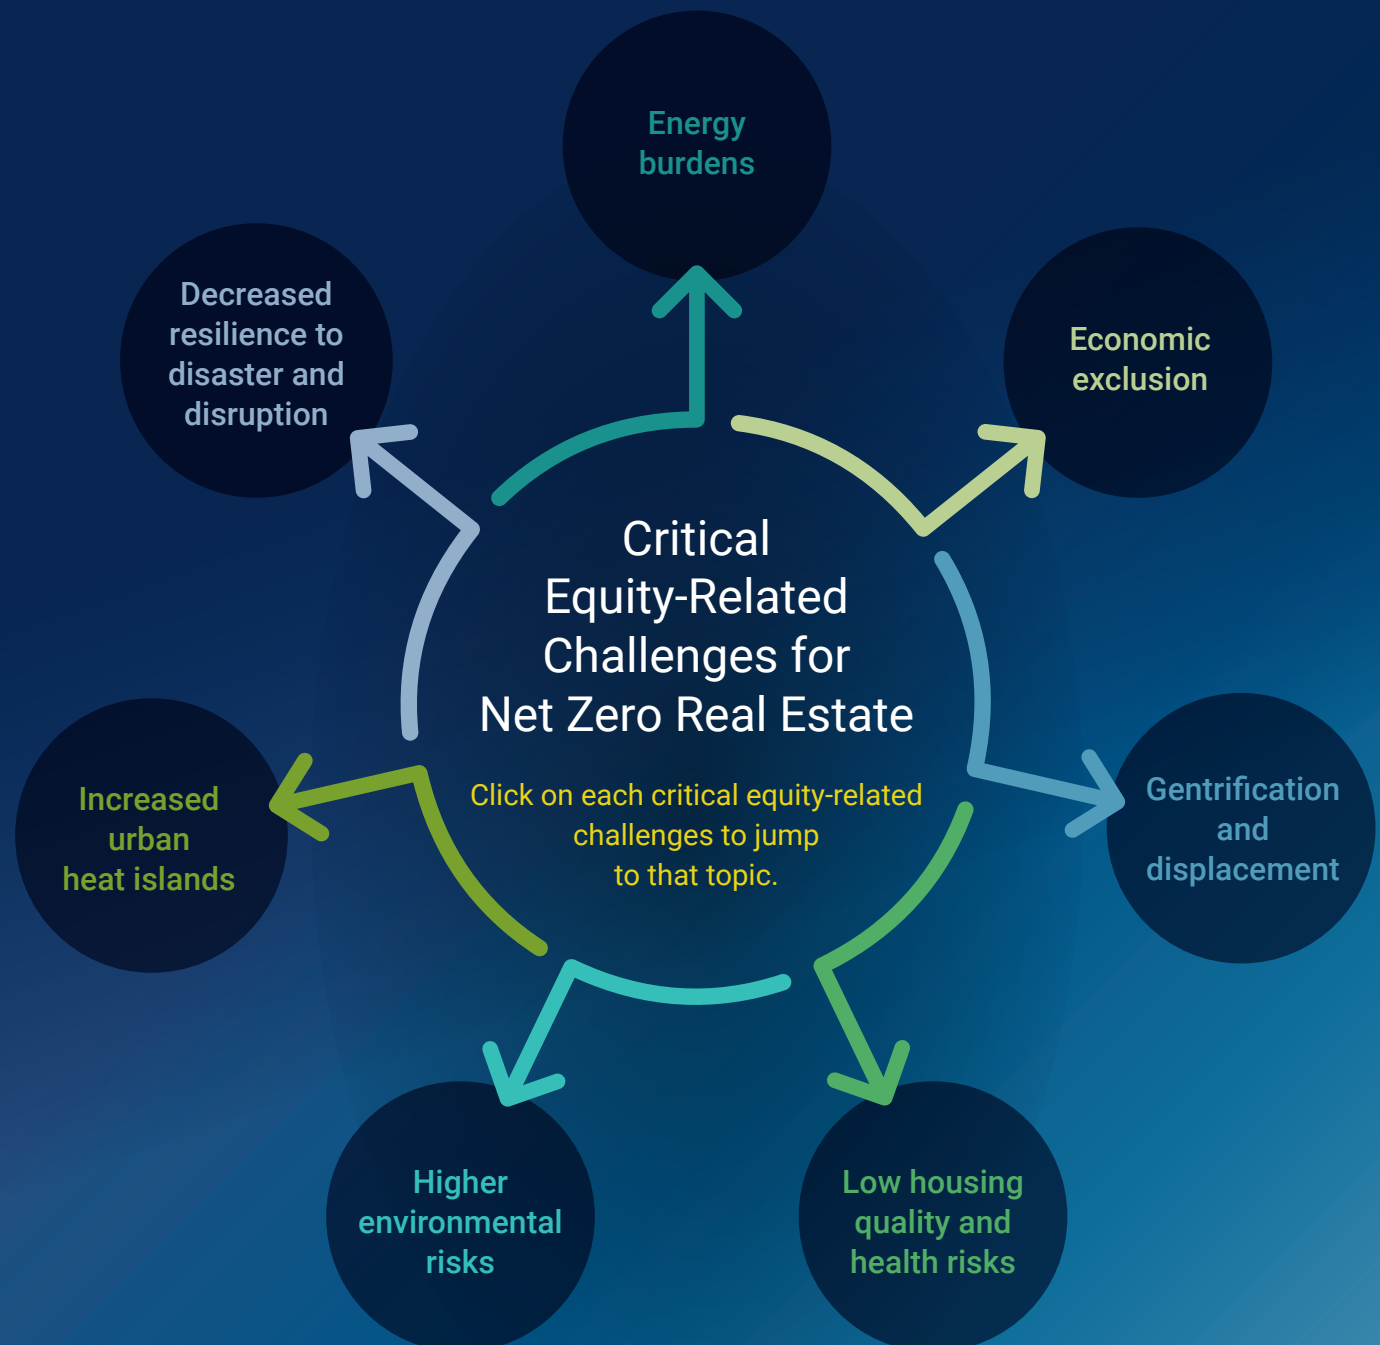 Energy
burdens
Economic
exclusion
Gentrification
and
displacement
Low housing
quality and
health risks
Higher
environmental
risks
Increased
urban
heat islands
Decreased
resilience to
disaster and
disruption
Critical
Equity-Related
Challenges for
Net Zero Real Estate
Click on each critical equity-related
challenges to jump
to that topic.